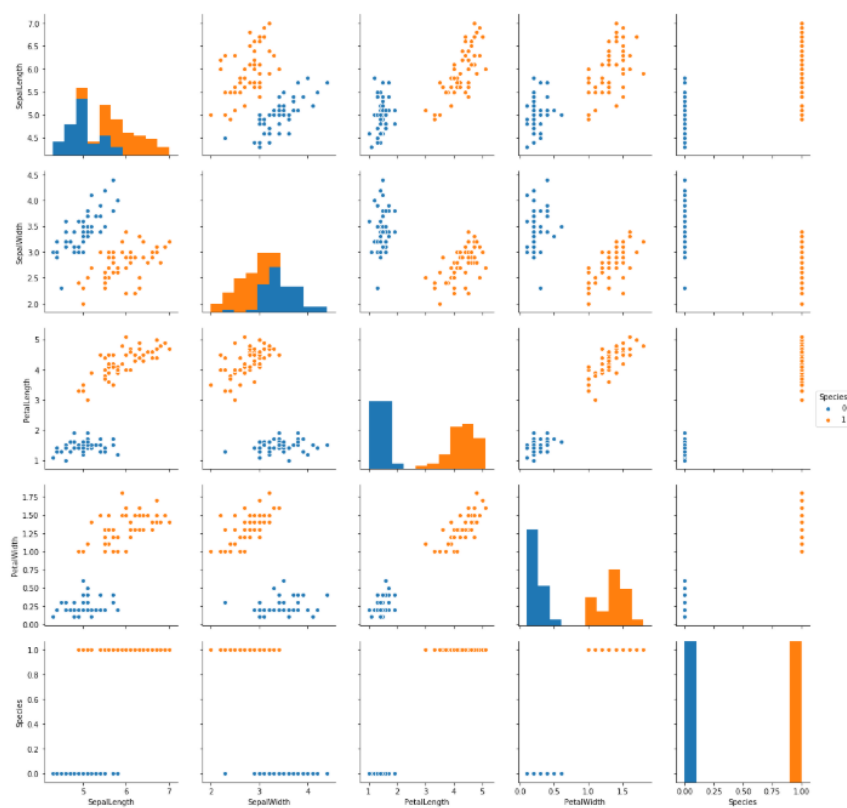 SepalLength
7.0
6.5
6.0
5.5
5.0
4.5
SepalWidth
4.5
4.0
3.5
3.0
2.5
2.0
PetalLength
5
4
3
2
1
Species
0
1
PetalWidth
1.75
1.50
1.25
1.00
0.75
0.50
0.25
0.00
Species
1.0
0.8
0.6
0.4
0.2
0.0
5 6 7
2 3 4
1 2 3 4 5
0.0 0.5 1.0 1.5
0.00 0.25 0.50 0.75 1.00
SepalLength SepalWidth PetalLength PetalWidth Species